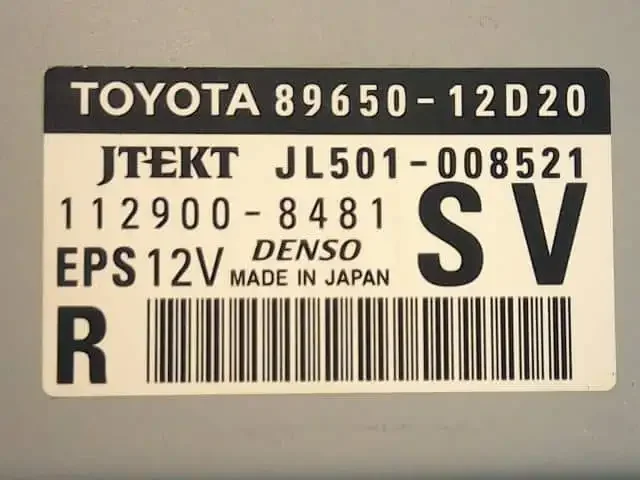 TOYOTA 89650-12D20
JTEKT JL501-008521
112900-8481
SV
EPS 12V DENSO
MADE IN JAPAN
R